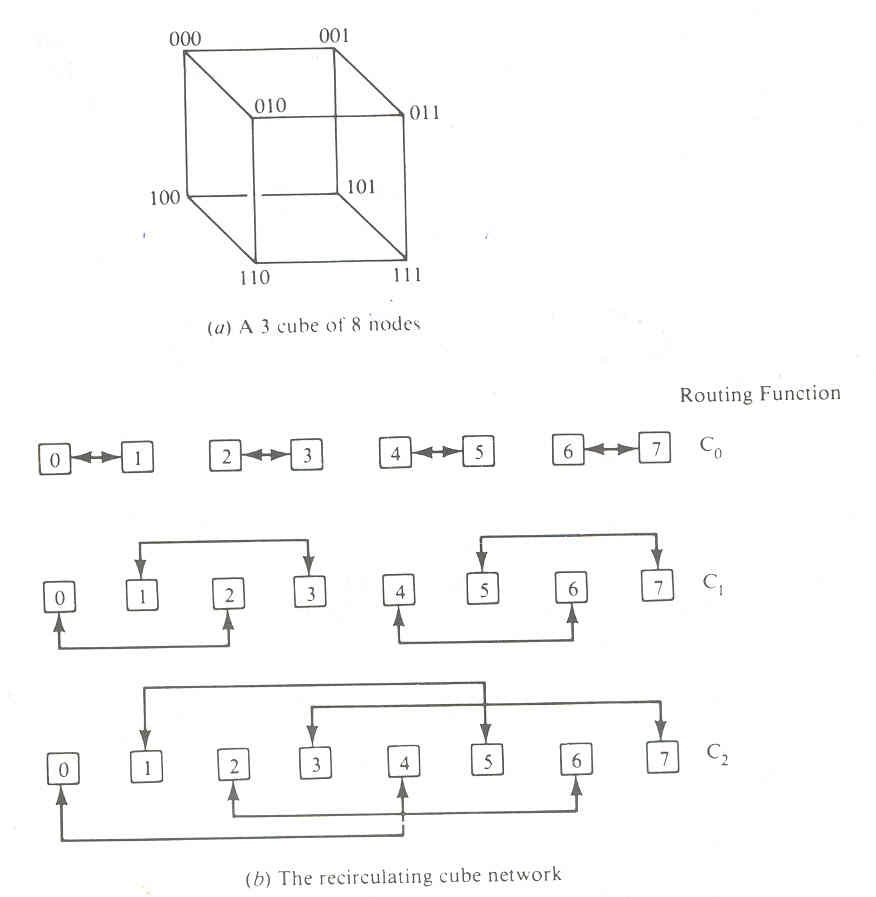 000 001
010 011
100 101
110 111
(a) A 3 cube of 8 nodes
Routing Function
0 1 2 3 4 5 6 7 C0
0 1 2 3 4 5 6 7 C1
0 1 2 3 4 5 6 7 C2
(b) The recirculating cube network